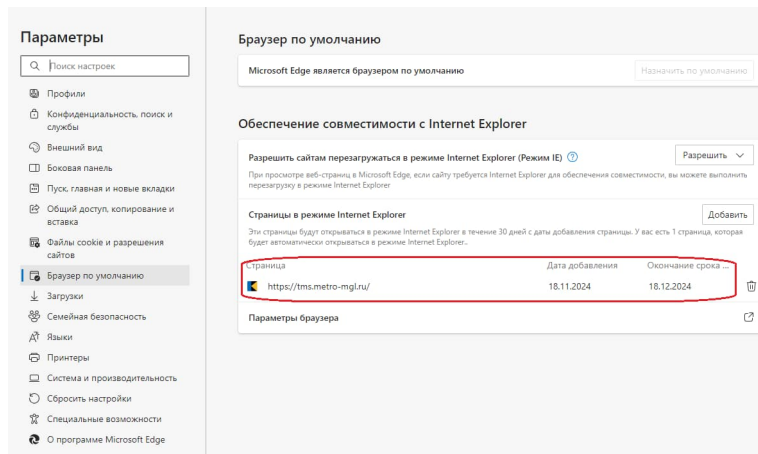 Параметры
Поиск настроек
Профили
Конфиденциальность, поиск и
службы
Внешний вид
Боковая панель
Пуск, главная и новые вкладки
Общий доступ, копирование и
вставка
Файлы cookie и разрешения
сайтов
Браузер по умолчанию
Загрузки
Семейная безопасность
Языки
Принтеры
Система и производительность
Сбросить настройки
Специальные возможности
О программе Microsoft Edge
Браузер по умолчанию
Microsoft Edge является браузером по умолчанию
Назначить по умолчанию
Обеспечение совместимости с Internet Explorer
Разрешить сайтам перезагружаться в режиме Internet Explorer (Режим IE)
Разрешить
При просмотре веб-страниц в Microsoft Edge, если сайту требуется Internet Explorer для обеспечения совместимости, вы можете выполнить
перезагрузку в режиме Internet Explorer
Страницы в режиме Internet Explorer
Добавить
Эти страницы будут открываться в режиме Internet Explorer в течение 30 дней с даты добавления страницы. У вас есть 1 страница, которая
будет автоматически открываться в режиме Internet Explorer..
Страница Дата добавления Окончание срока ...
https://tms.metro-mgl.ru/ 18.11.2024 18.12.2024
Параметры браузера